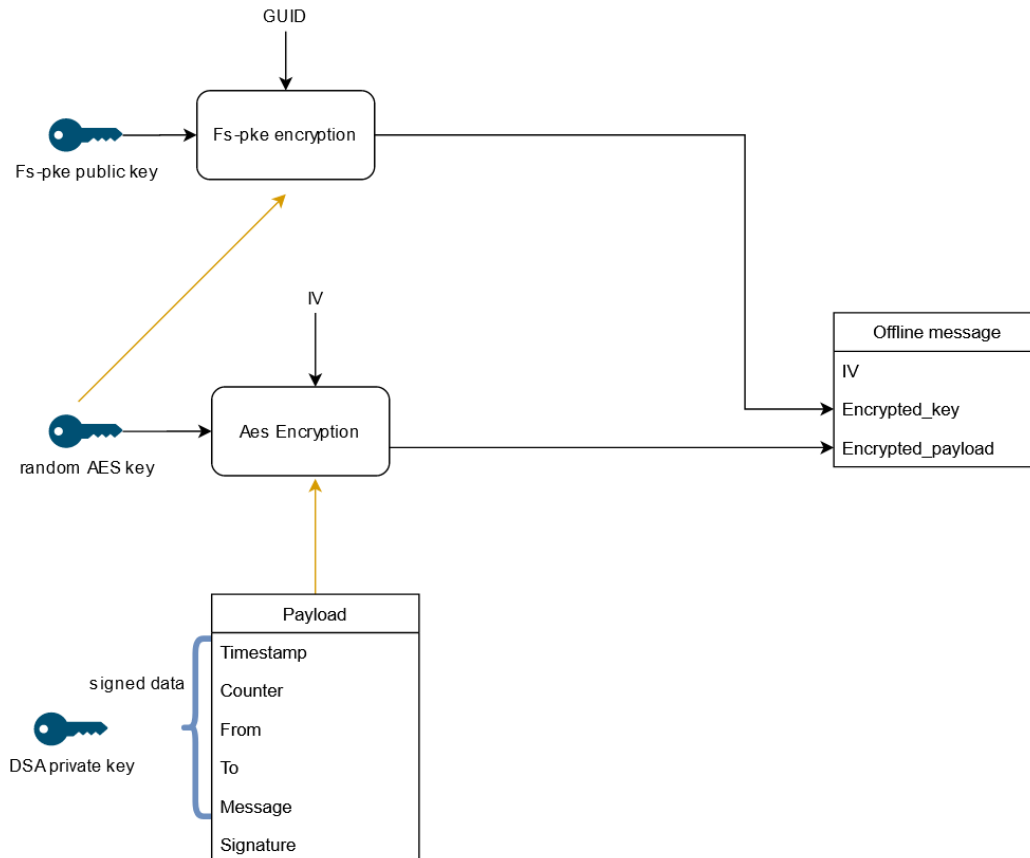 GUID
Fs-pke encryption
Fs-pke public key
IV
Offline message
IV
Encrypted_key
Encrypted_payload
Aes Encryption
random AES key
Payload
Timestamp
signed data
Counter
From
To
DSA private key
Message
Signature